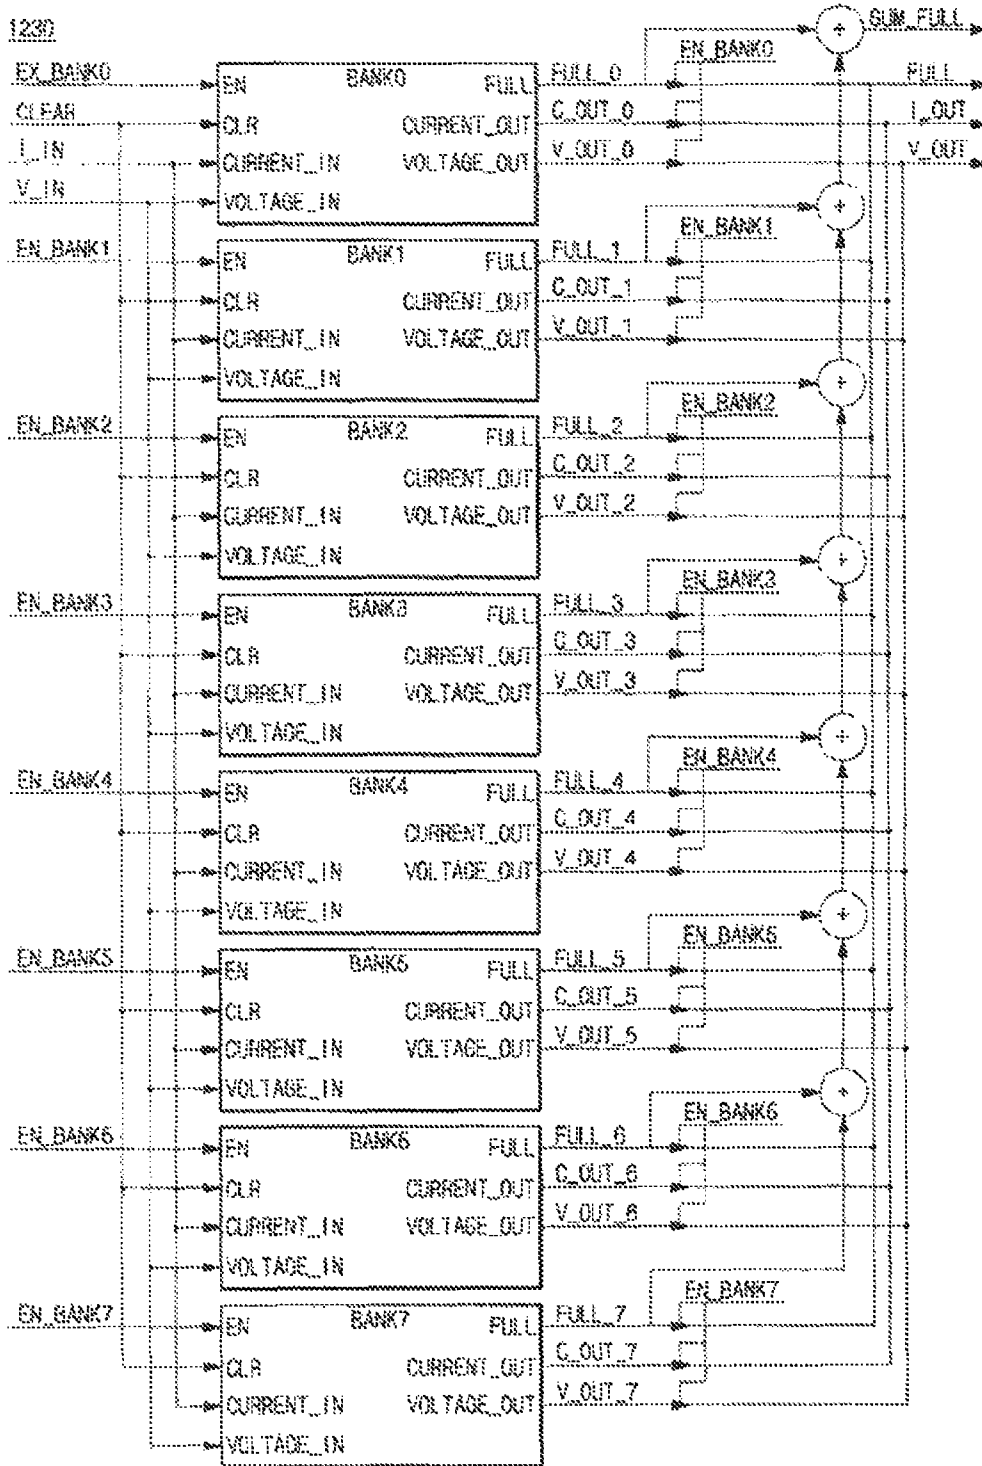 1230
SUM_FULL
EX_BANK0
EN BANK0 FULL
FULL_0
EN_BANK0
FULL
CLEAR
CLR CURRENT_OUT
C_OUT_0
I_OUT
I_IN
CURRENT_IN VOLTAGE_OUT
V_OUT_0
V_OUT
V_IN
VOLTAGE_IN
EN_BANK1
EN BANK1 FULL
FULL_1
EN_BANK1
CLR CURRENT_OUT
C_OUT_1
CURRENT_IN VOLTAGE_OUT
V_OUT_1
VOLTAGE_IN
EN_BANK2
EN BANK2 FULL
FULL_2
EN_BANK2
CLR CURRENT_OUT
C_OUT_2
CURRENT_IN VOLTAGE_OUT
V_OUT_2
VOLTAGE_IN
EN_BANK3
EN BANK3 FULL
FULL_3
EN_BANK3
CLR CURRENT_OUT
C_OUT_3
CURRENT_IN VOLTAGE_OUT
V_OUT_3
VOLTAGE_IN
EN_BANK4
EN BANK4 FULL
FULL_4
EN_BANK4
CLR CURRENT_OUT
C_OUT_4
CURRENT_IN VOLTAGE_OUT
V_OUT_4
VOLTAGE_IN
EN_BANK5
EN BANK5 FULL
FULL_5
EN_BANK5
CLR CURRENT_OUT
C_OUT_5
CURRENT_IN VOLTAGE_OUT
V_OUT_5
VOLTAGE_IN
EN_BANK6
EN BANK6 FULL
FULL_6
EN_BANK6
CLR CURRENT_OUT
C_OUT_6
CURRENT_IN VOLTAGE_OUT
V_OUT_6
VOLTAGE_IN
EN_BANK7
EN BANK7 FULL
FULL_7
EN_BANK7
CLR CURRENT_OUT
C_OUT_7
CURRENT_IN VOLTAGE_OUT
V_OUT_7
VOLTAGE_IN